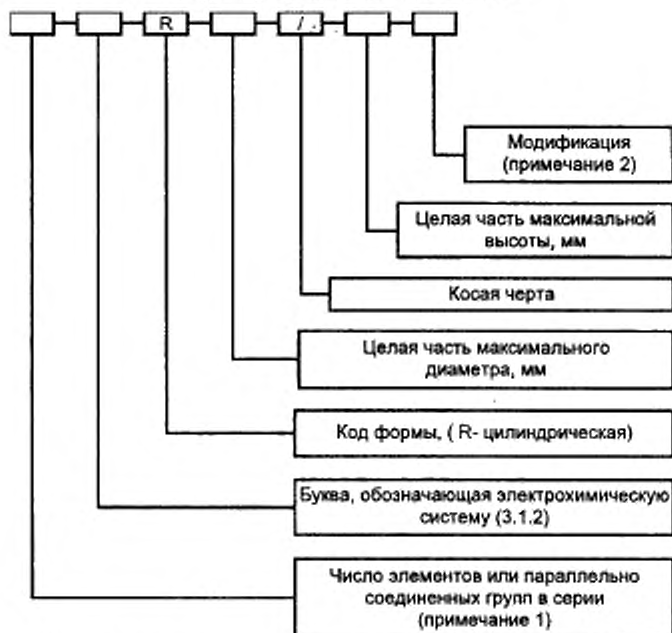 R /
Модификация
(примечание 2)
Целая часть максимальной
высоты, мм
Косая черта
Целая часть максимального
диаметра, мм
Код формы, ( R- цилиндрическая)
Буква, обозначающая электрохимическую
систему (3.1.2)
Число элементов или параллельно
соединенных групп в серии
(примечание 1)